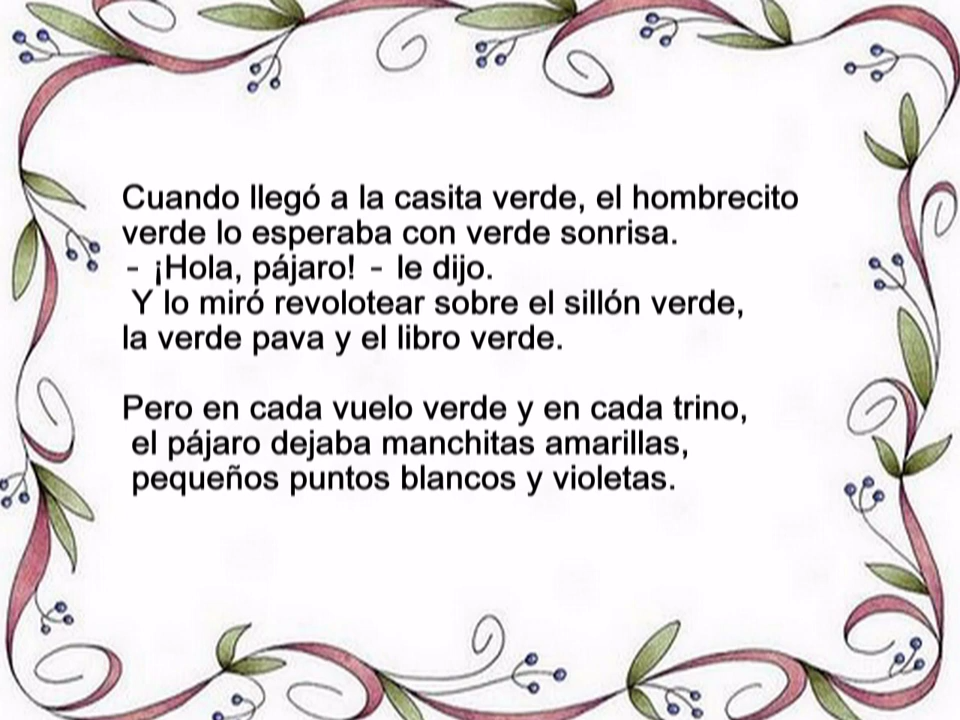 Cuando llegó a la casita verde, el hombrecito
verde lo esperaba con verde sonrisa.
- ¡Hola, pájaro! - le dijo.
Y lo miró revolotear sobre el sillón verde,
la verde pava y el libro verde.
Pero en cada vuelo verde y en cada trino,
el pájaro dejaba manchitas amarillas,
pequeños puntos blancos y violetas.